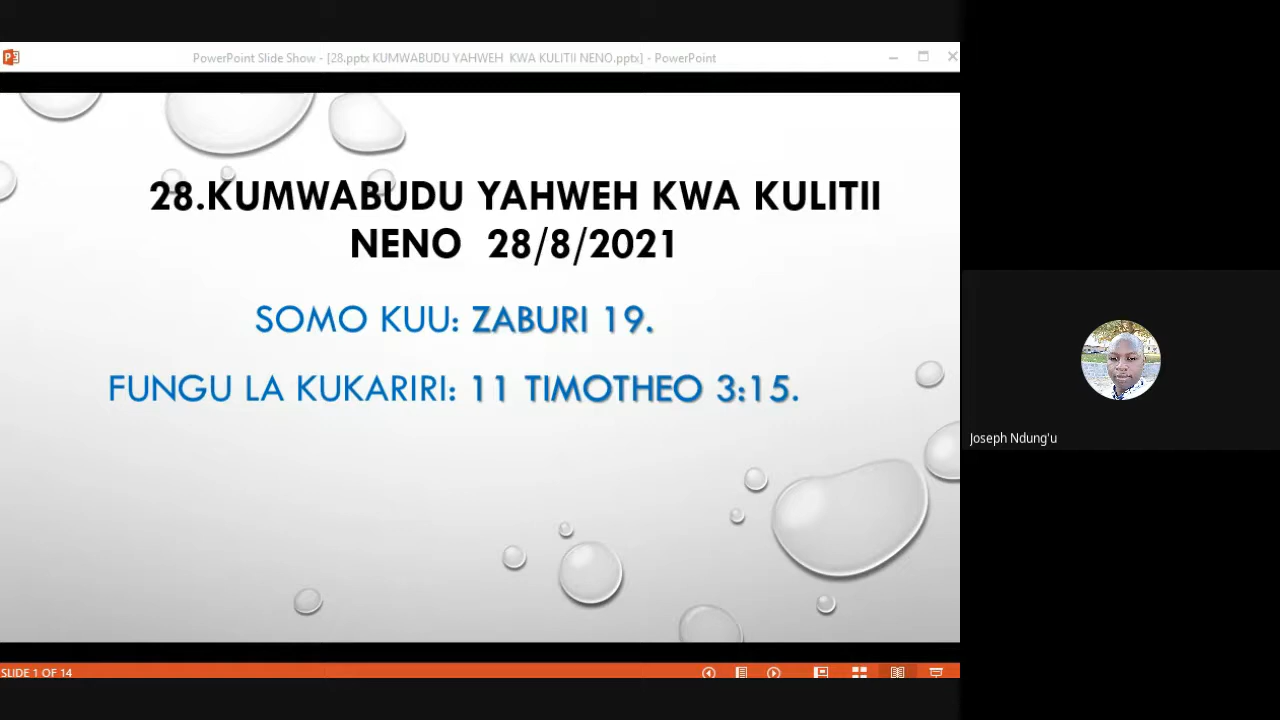 PowerPoint Slide Show - [28.pptx KUMWABUDU YAHWEH KWA KULITII NENO.pptx] - PowerPoint
28.KUMWABUDU YAHWEH KWA KULITII
NENO 28/8/2021
SOMO KUU: ZABURI 19.
FUNGU LA KUKARIRI: 11 TIMOTHEO 3:15.
Joseph Ndung'u
SLIDE 1 OF 14